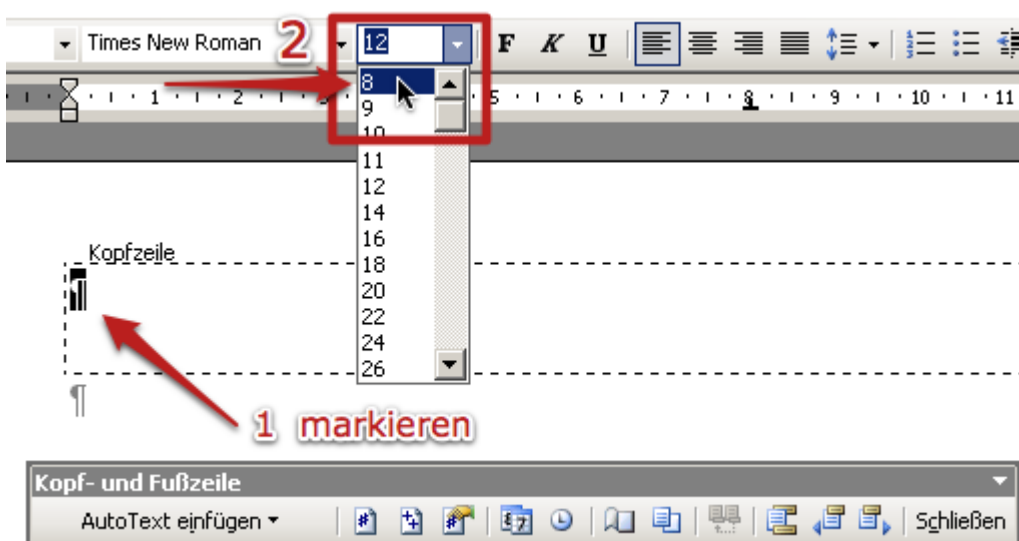 Times New Roman 2 12 F K U
8
1 2 3 5 6 7 8 9 10 11
9
10
11
12
14
16
Kopfzeile
18
¶
20
22
24
26
¶
1 markieren
Kopf- und Fußzeile
AutoText einfügen Schließen